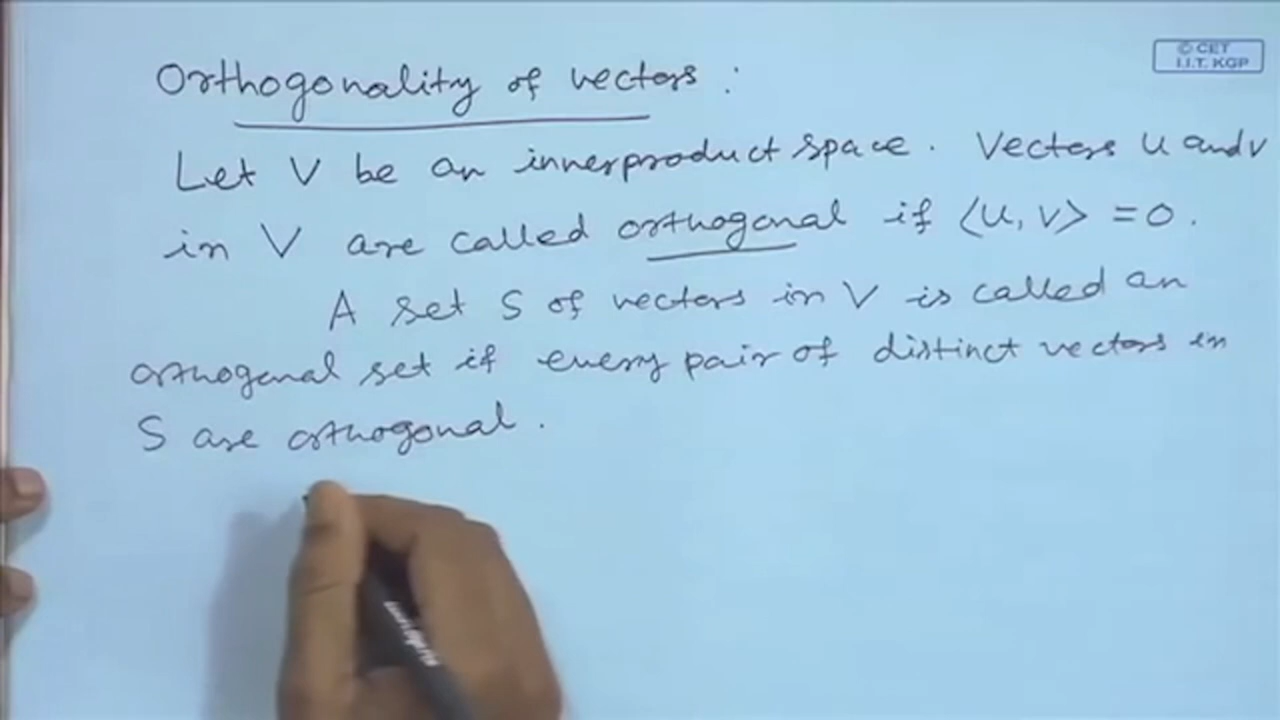 © CET
I.I.T. KGP
Orthogonality of vectors :
Let V be an innerproduct space. Vectors u and v
in V are called orthogonal if ⟨u, v⟩ = 0.
A set S of vectors in V is called an
orthogonal set if every pair of distinct vectors in
S are orthogonal.